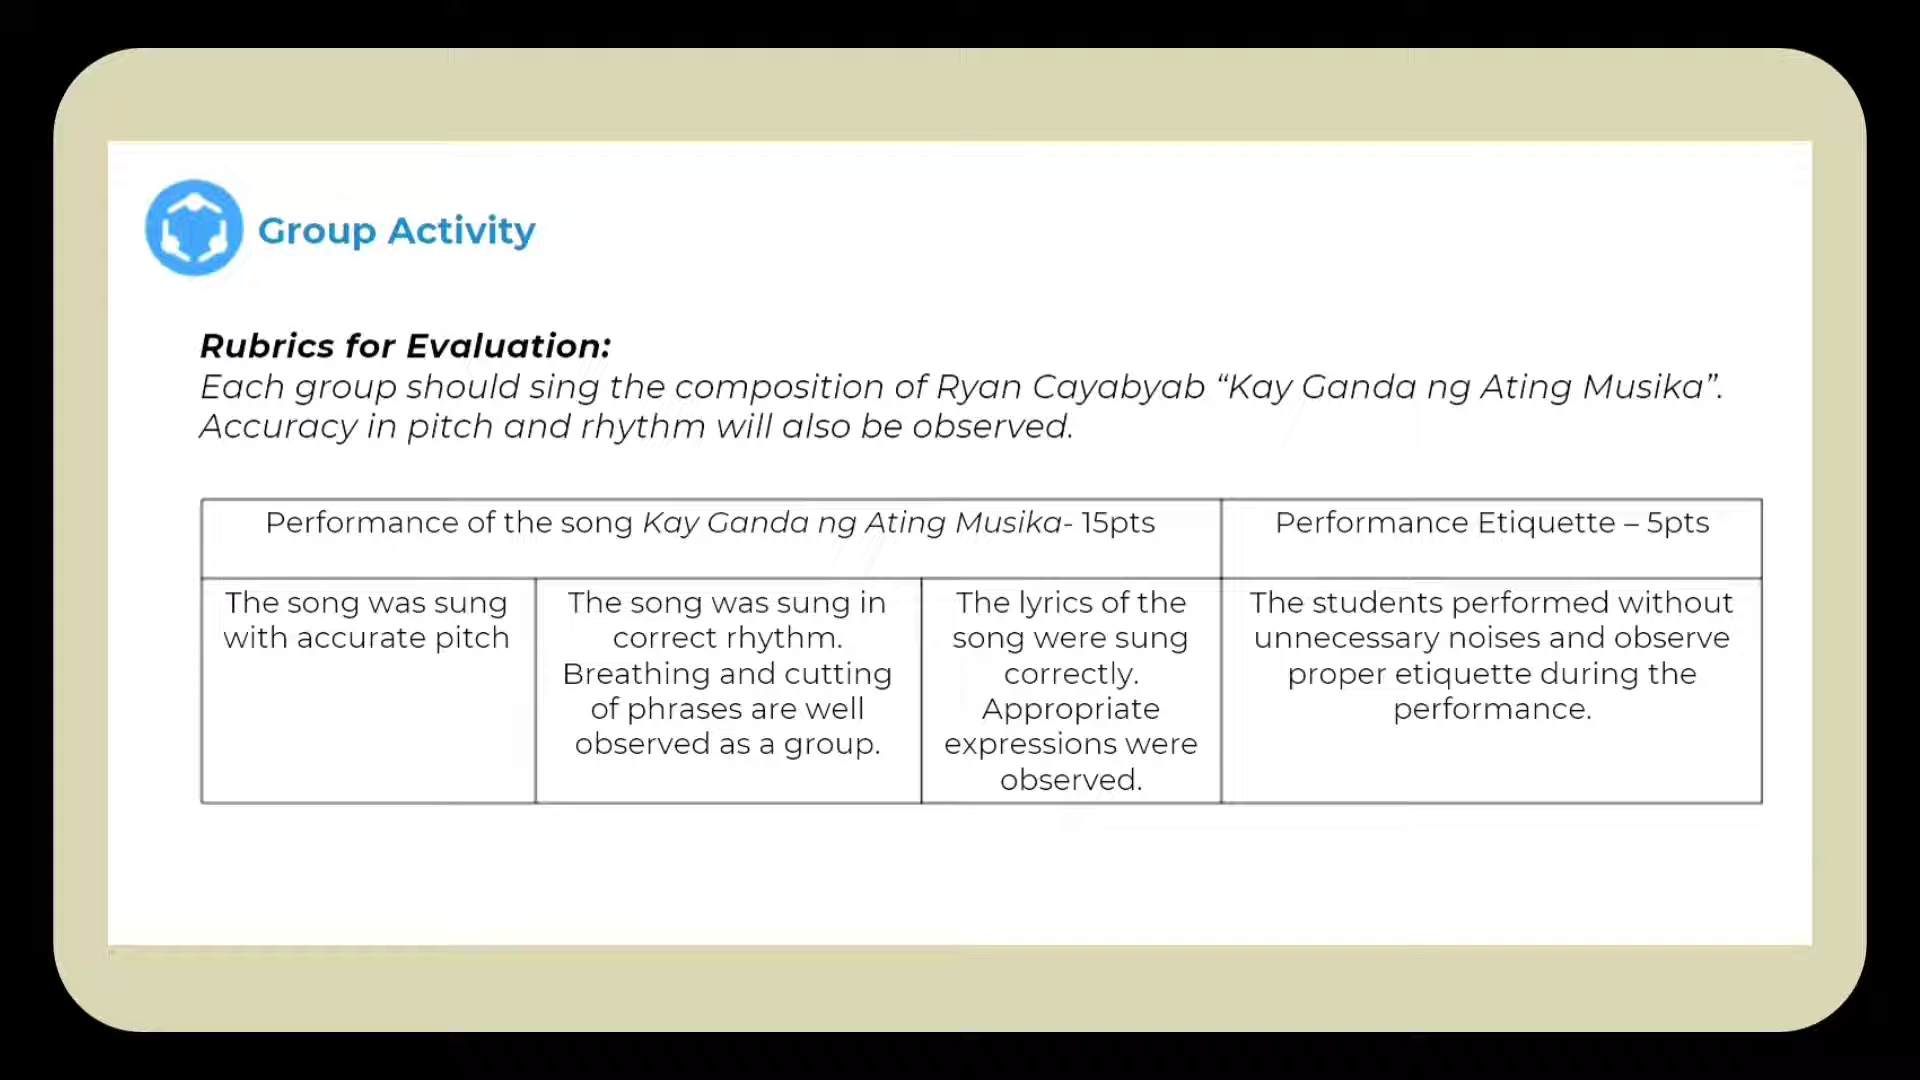 Group Activity
Rubrics for Evaluation:
Each group should sing the composition of Ryan Cayabyab “Kay Ganda ng Ating Musika”.
Accuracy in pitch and rhythm will also be observed.
Performance of the song Kay Ganda ng Ating Musika- 15pts
Performance Etiquette – 5pts
The song was sung
with accurate pitch
The song was sung in
correct rhythm.
Breathing and cutting
of phrases are well
observed as a group.
The lyrics of the
song were sung
correctly.
Appropriate
expressions were
observed.
The students performed without
unnecessary noises and observe
proper etiquette during the
performance.